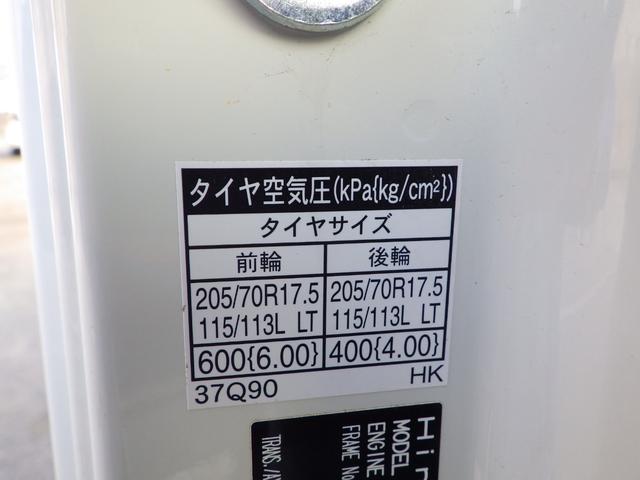 タイヤ空気圧(kPa{kg/cm²})
タイヤサイズ
前輪 後輪
205/70R17.5 205/70R17.5
115/113L LT 115/113L LT
600{6.00} 400{4.00}
37Q90 HK
MODEL
ENGINE
FRAME No
TRANS./A